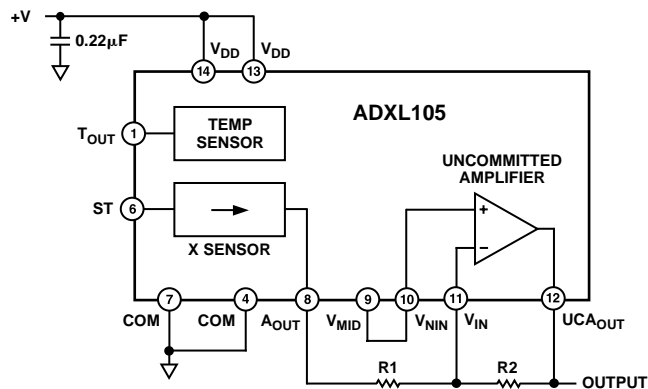 +V
0.22μF
VDD
VDD
14
13
ADXL105
TOUT
1
TEMP
SENSOR
UNCOMMITTED
AMPLIFIER
ST
6
+
−
X SENSOR
7
4
8
9
10
11
12
COM
COM
AOUT
VMID
VNIN
VIN
UCAOUT
R1
R2
OUTPUT